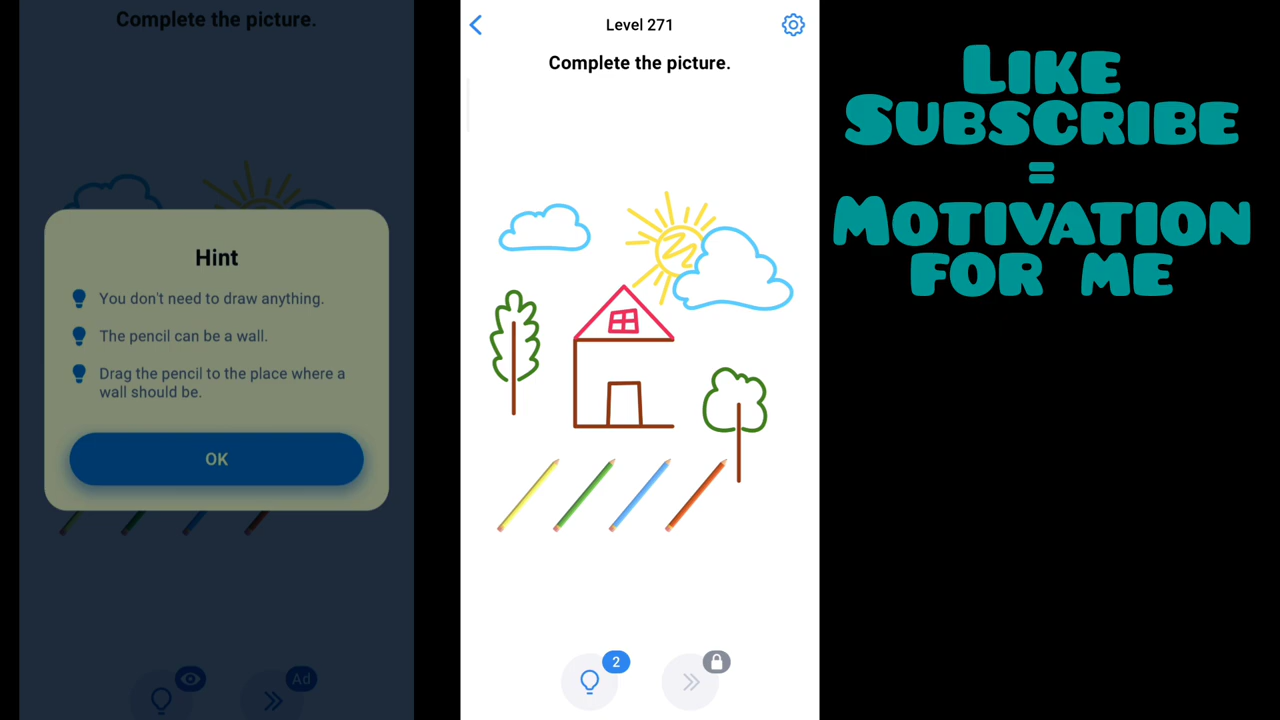 Complete the picture.
Hint
You don't need to draw anything.
The pencil can be a wall.
Drag the pencil to the place where a
wall should be.
OK
Ad
Level 271
Complete the picture.
2
LIKE
SUBSCRIBE
=
MOTIVATION
FOR ME